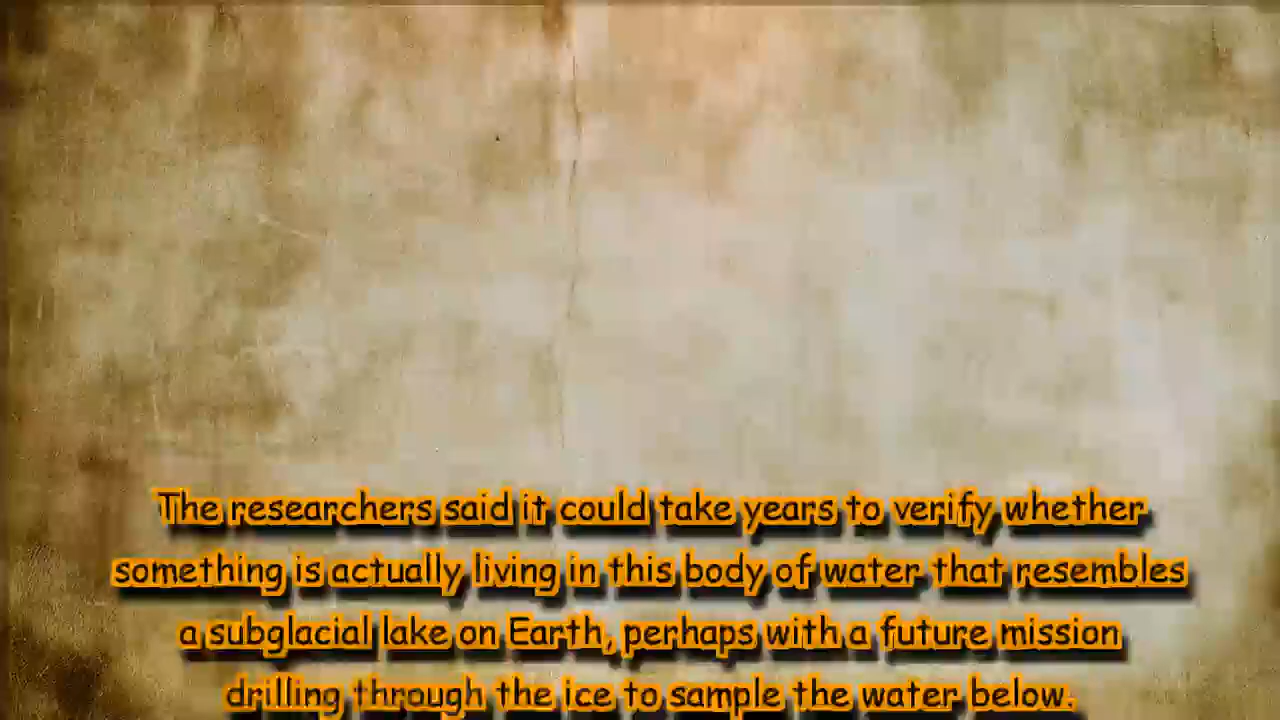 The researchers said it could take years to verify whether
something is actually living in this body of water that resembles
a subglacial lake on Earth, perhaps with a future mission
drilling through the ice to sample the water below.